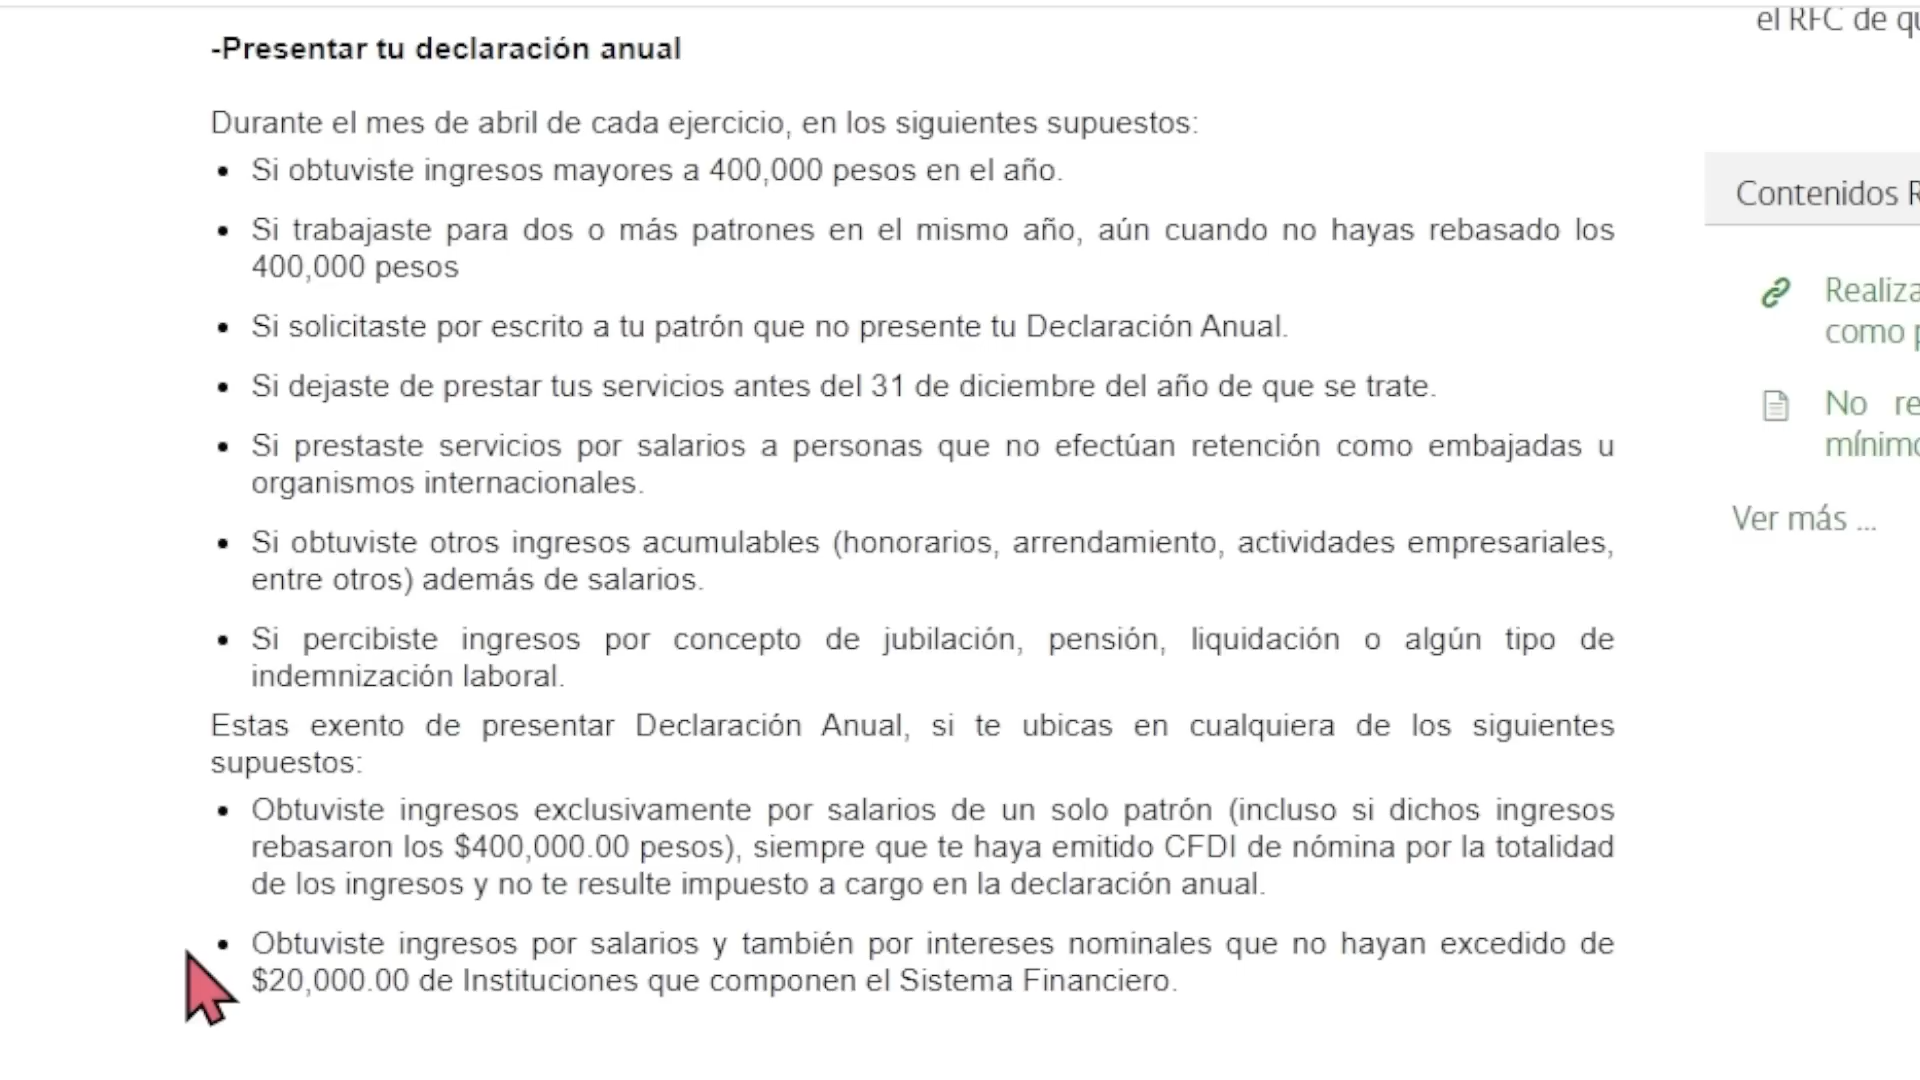 -Presentar tu declaración anual
Durante el mes de abril de cada ejercicio, en los siguientes supuestos:
• Si obtuviste ingresos mayores a 400,000 pesos en el año.
• Si trabajaste para dos o más patrones en el mismo año, aún cuando no hayas rebasado los
400,000 pesos
• Si solicitaste por escrito a tu patrón que no presente tu Declaración Anual.
• Si dejaste de prestar tus servicios antes del 31 de diciembre del año de que se trate.
• Si prestaste servicios por salarios a personas que no efectúan retención como embajadas u
organismos internacionales.
• Si obtuviste otros ingresos acumulables (honorarios, arrendamiento, actividades empresariales,
entre otros) además de salarios.
• Si percibiste ingresos por concepto de jubilación, pensión, liquidación o algún tipo de
indemnización laboral.
Estas exento de presentar Declaración Anual, si te ubicas en cualquiera de los siguientes
supuestos:
• Obtuviste ingresos exclusivamente por salarios de un solo patrón (incluso si dichos ingresos
rebasaron los $400,000.00 pesos), siempre que te haya emitido CFDI de nómina por la totalidad
de los ingresos y no te resulte impuesto a cargo en la declaración anual.
• Obtuviste ingresos por salarios y también por intereses nominales que no hayan excedido de
$20,000.00 de Instituciones que componen el Sistema Financiero.
el RFC de
Contenidos
como
No
Ver más ...